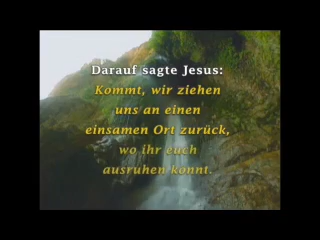 Darauf sagte Jesus:
Kommt, wir ziehen
uns an einen
einsamen Ort zurück,
wo ihr euch
ausruhen könnt.